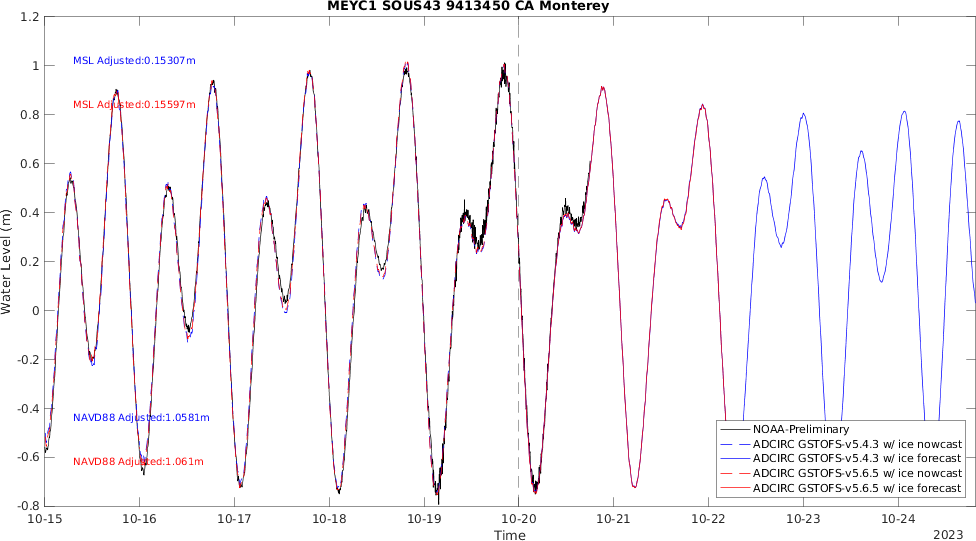 MEYC1 SOUS43 9413450 CA Monterey
1.2
1
0.8
0.6
0.4
0.2
0
-0.2
-0.4
-0.6
-0.8
Water Level (m)
MSL Adjusted:0.15307m
MSL Adjusted:0.15597m
NAVD88 Adjusted:1.0581m
NAVD88 Adjusted:1.061m
NOAA-Preliminary
ADCIRC GSTOFS-v5.4.3 w/ ice nowcast
ADCIRC GSTOFS-v5.4.3 w/ ice forecast
ADCIRC GSTOFS-v5.6.5 w/ ice nowcast
ADCIRC GSTOFS-v5.6.5 w/ ice forecast
10-15 10-16 10-17 10-18 10-19 10-20 10-21 10-22 10-23 10-24
Time
2023